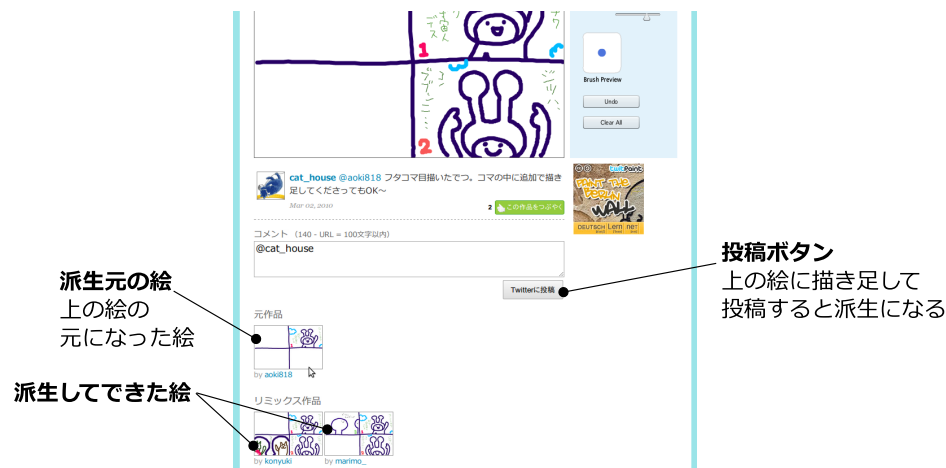 1
2
Brush Preview
Undo
Clear All
cat_house @aoki818 フタコマ目描いたでつ。コマの中に追加で描き
足してくださってもOK～
Mar 02, 2010
2 この作品をつぶやく
PAINT THE
BERLIN
WALL
DEUTSCH Lern net
コメント （140 - URL = 100文字以内）
@cat_house
Twitterに投稿
投稿ボタン
上の絵に描き足して
投稿すると派生になる
派生元の絵
上の絵の
元になった絵
元作品
by aoki818
派生してできた絵
リミックス作品
by konyuki
by marimo_